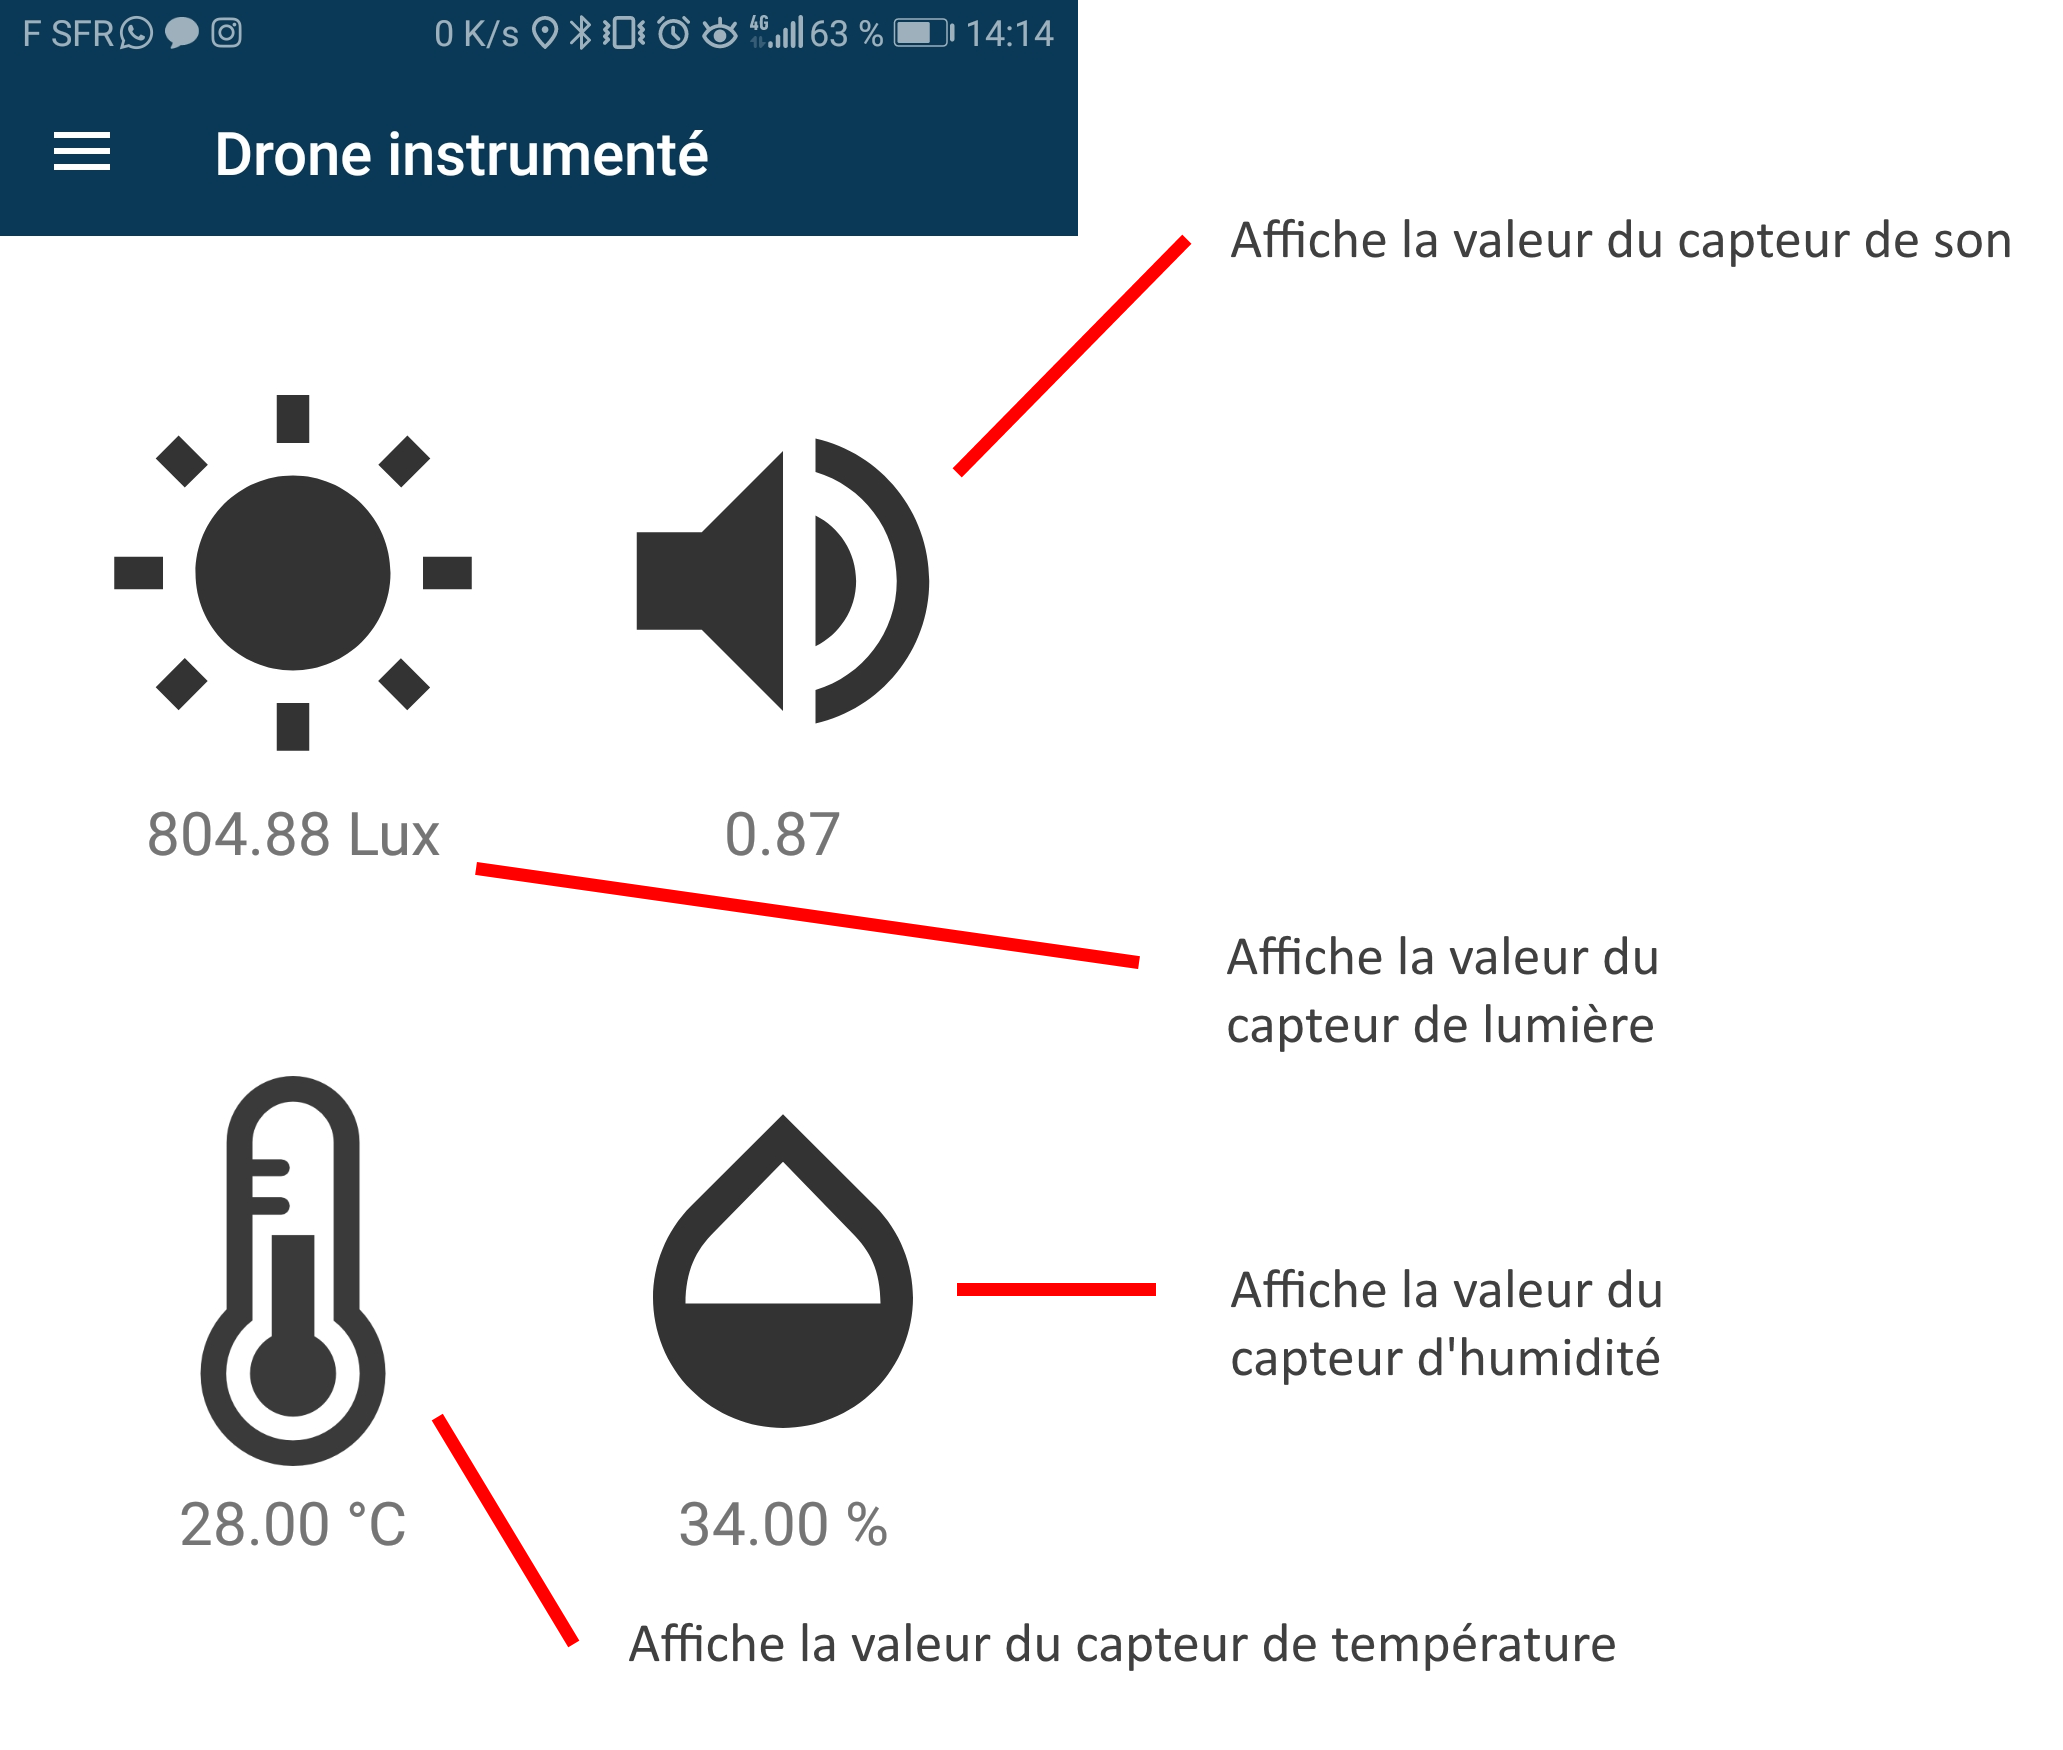 F SFR 0 K/s 4G 63 % 14:14
Drone instrumenté
Affiche la valeur du capteur de son
804.88 Lux 0.87
Affiche la valeur du
capteur de lumière
Affiche la valeur du
capteur d'humidité
28.00 °C 34.00 %
Affiche la valeur du capteur de température